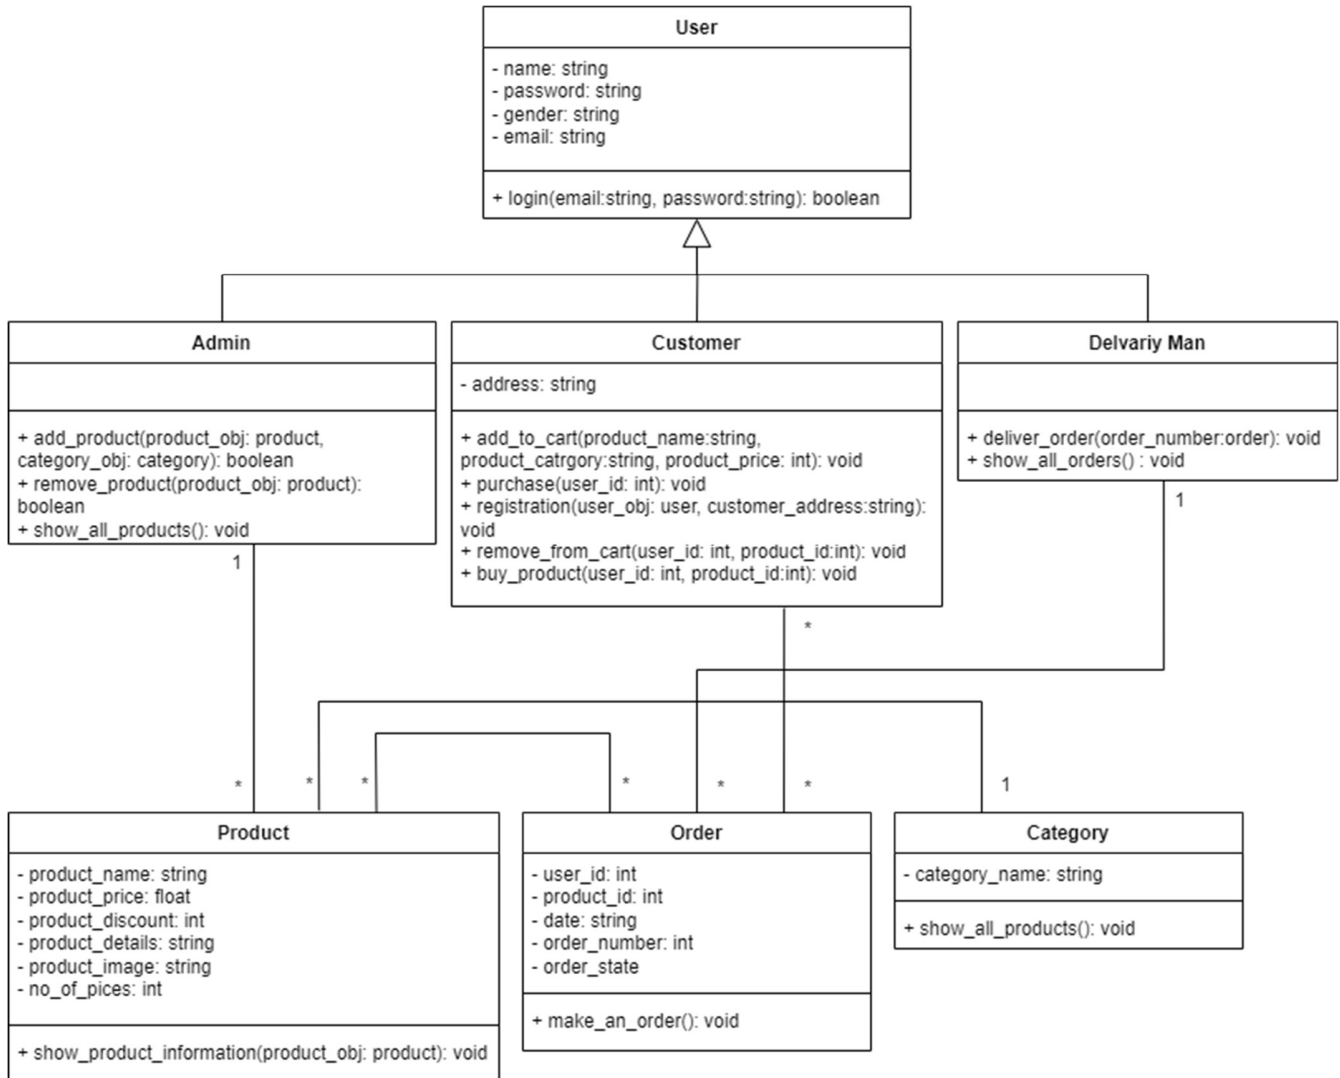 User
- name: string
- password: string
- gender: string
- email: string
+ login(email:string, password:string): boolean
Admin
+ add_product(product_obj: product,
category_obj: category): boolean
+ remove_product(product_obj: product):
boolean
+ show_all_products(): void
Customer
- address: string
+ add_to_cart(product_name:string,
product_catrgory:string, product_price: int): void
+ purchase(user_id: int): void
+ registration(user_obj: user, customer_address:string):
void
+ remove_from_cart(user_id: int, product_id:int): void
+ buy_product(user_id: int, product_id:int): void
Delvariy Man
+ deliver_order(order_number:order): void
+ show_all_orders() : void
1
1
*
*
*
*
*
*
*
1
Product
- product_name: string
- product_price: float
- product_discount: int
- product_details: string
- product_image: string
- no_of_pices: int
+ show_product_information(product_obj: product): void
Order
- user_id: int
- product_id: int
- date: string
- order_number: int
- order_state
+ make_an_order(): void
Category
- category_name: string
+ show_all_products(): void